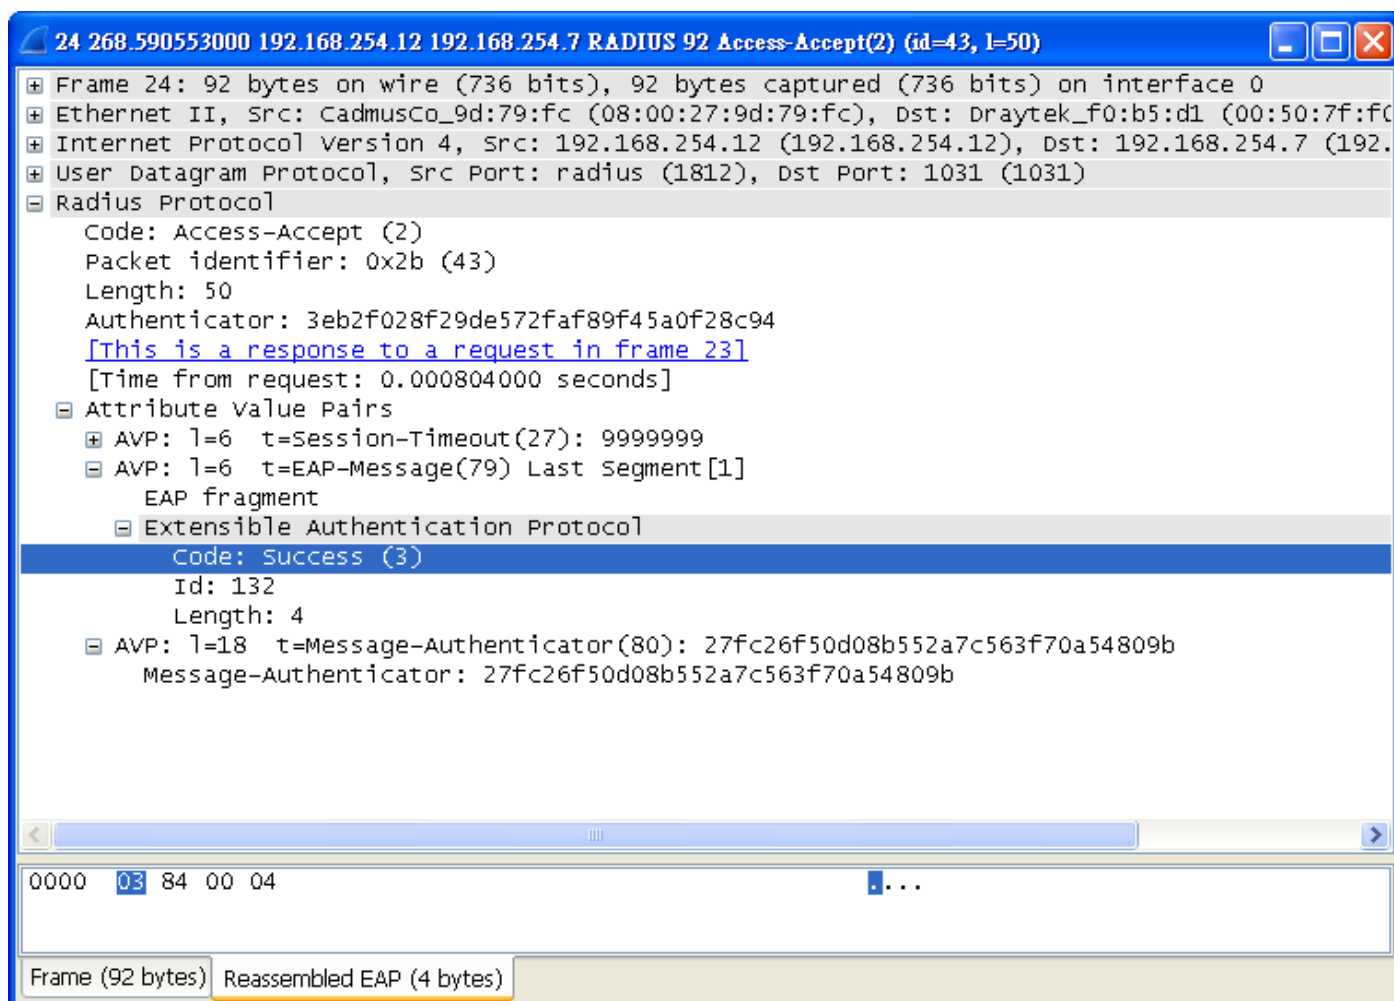 24 268.590553000 192.168.254.12 192.168.254.7 RADIUS 92 Access-Accept(2) (id=43, l=50)
Frame 24: 92 bytes on wire (736 bits), 92 bytes captured (736 bits) on interface 0
Ethernet II, Src: CadmusCo_9d:79:fc (08:00:27:9d:79:fc), Dst: Draytek_f0:b5:d1 (00:50:7f:f0
Internet Protocol Version 4, Src: 192.168.254.12 (192.168.254.12), Dst: 192.168.254.7 (192.
User Datagram Protocol, Src Port: radius (1812), Dst Port: 1031 (1031)
Radius Protocol
Code: Access-Accept (2)
Packet identifier: 0x2b (43)
Length: 50
Authenticator: 3eb2f028f29de572faf89f45a0f28c94
[This is a response to a request in frame 23]
[Time from request: 0.000804000 seconds]
Attribute Value Pairs
AVP: l=6  t=Session-Timeout(27): 9999999
AVP: l=6  t=EAP-Message(79) Last Segment[1]
EAP fragment
Extensible Authentication Protocol
Code: Success (3)
Id: 132
Length: 4
AVP: l=18  t=Message-Authenticator(80): 27fc26f50d08b552a7c563f70a54809b
Message-Authenticator: 27fc26f50d08b552a7c563f70a54809b
0000  03 84 00 04  ....
Frame (92 bytes) Reassembled EAP (4 bytes)